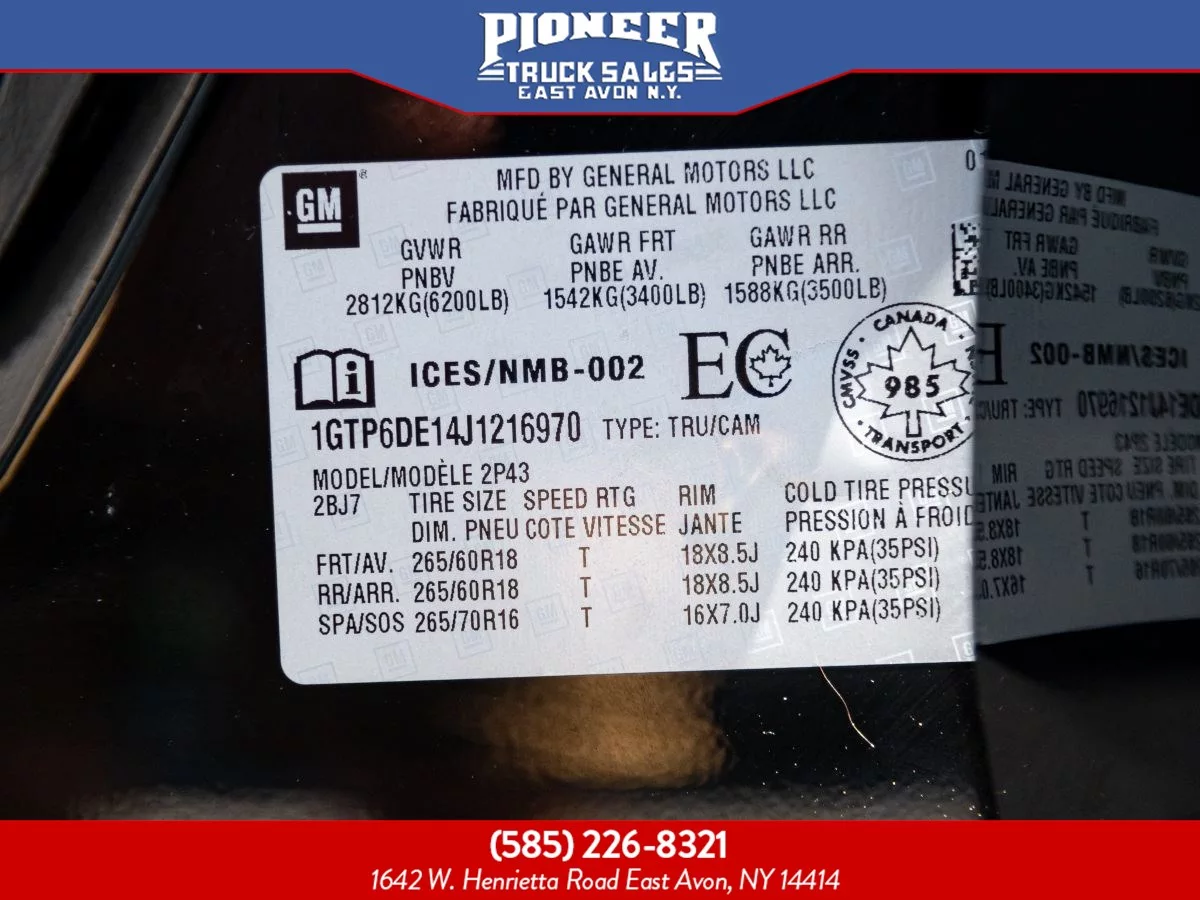 PIONEER
TRUCK SALES
EAST AVON N.Y.
GM
MFD BY GENERAL MOTORS LLC
FABRIQUÉ PAR GENERAL MOTORS LLC
GVWR GAWR FRT GAWR RR
PNBV PNBE AV. PNBE ARR.
2812KG(6200LB) 1542KG(3400LB) 1588KG(3500LB)
ICES/NMB-002 EC
CANADA
CMVSS 985
TRANSPORT
1GTP6DE14J1216970 TYPE: TRU/CAM
MODEL/MODÈLE 2P43
2BJ7 TIRE SIZE SPEED RTG RIM COLD TIRE PRESSU
DIM. PNEU COTE VITESSE JANTE PRESSION À FROID
FRT/AV. 265/60R18 T 18X8.5J 240 KPA(35PSI)
RR/ARR. 265/60R18 T 18X8.5J 240 KPA(35PSI)
SPA/SOS 265/70R16 T 16X7.0J 240 KPA(35PSI)
(585) 226-8321
1642 W. Henrietta Road East Avon, NY 14414